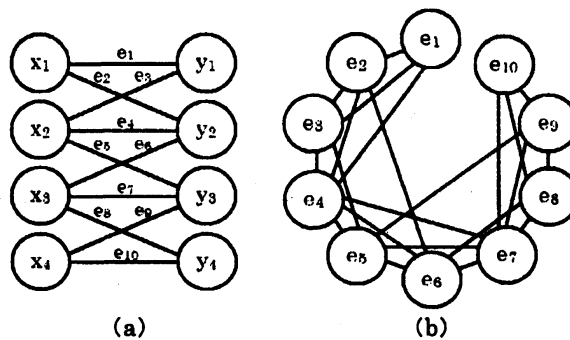 x1 e1 y1
e2 e3
x2 e4 y2
e5 e6
x3 e7 y3
e8 e9
x4 e10 y4
(a)
e1
e2
e10
e3
e9
e4
e8
e5
e7
e6
(b)